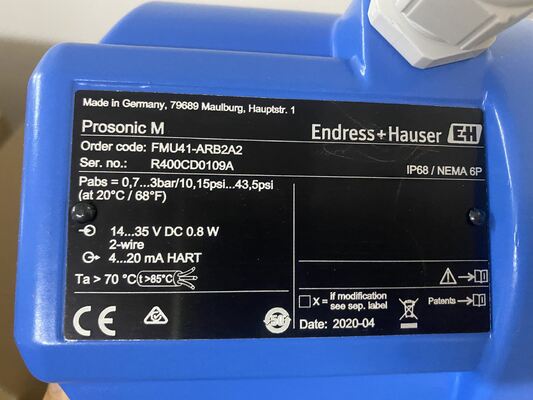 Made in Germany, 79689 Maulburg, Hauptstr. 1
Prosonic M
Endress+Hauser EH
Order code: FMU41-ARB2A2
Ser. no.: R400CD0109A
IP68 / NEMA 6P
Pabs = 0,7...3bar/10,15psi...43,5psi
(at 20°C / 68°F)
14...35 V DC 0.8 W
2-wire
4...20 mA HART
Ta > 70 °C t >85°C
X = if modification
see sep. label
Patents
CE
Date: 2020-04